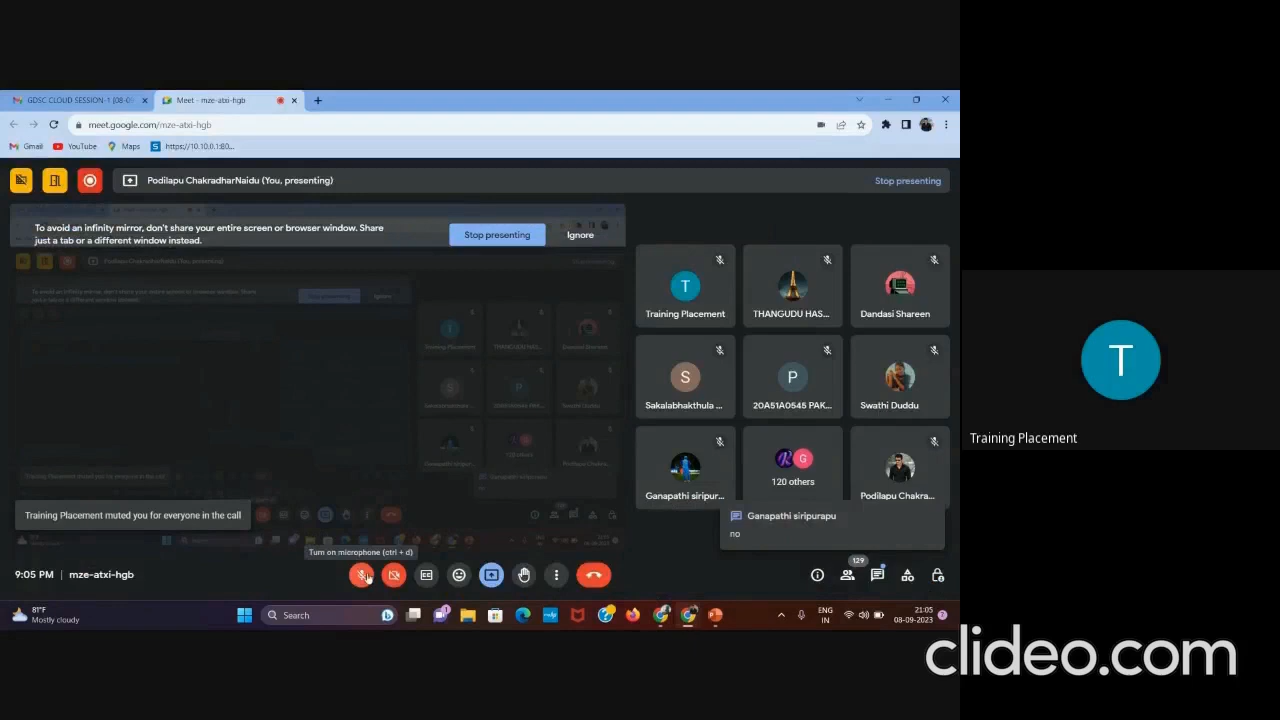 GDSC CLOUD SESSION-1 [08-0
Meet - mze-atxi-hgb
meet.google.com/mze-atxi-hgb
Gmail
YouTube
Maps
https://10.10.0.1:80...
Podilapu ChakradharNaidu (You, presenting)
Stop presenting
To avoid an infinity mirror, don't share your entire screen or browser window. Share
just a tab or a different window instead.
Stop presenting
Ignore
Podilapu ChakradharNaidu (You, presenting)
T
Training Placement
THANGUDU HAS...
Dandasi Shareen
S
Sakalabhakthula ...
P
20A51A0545 PAK...
Swathi Duddu
Ganapathi siripur...
G
120 others
Podilapu Chakra...
Ganapathi siripurapu
no
Training Placement muted you for everyone in the call
Turn on microphone (ctrl + d)
9:05 PM | mze-atxi-hgb
129
81°F
Mostly cloudy
Search
ENG
IN
21:05
08-09-2023
T
Training Placement
clideo.com